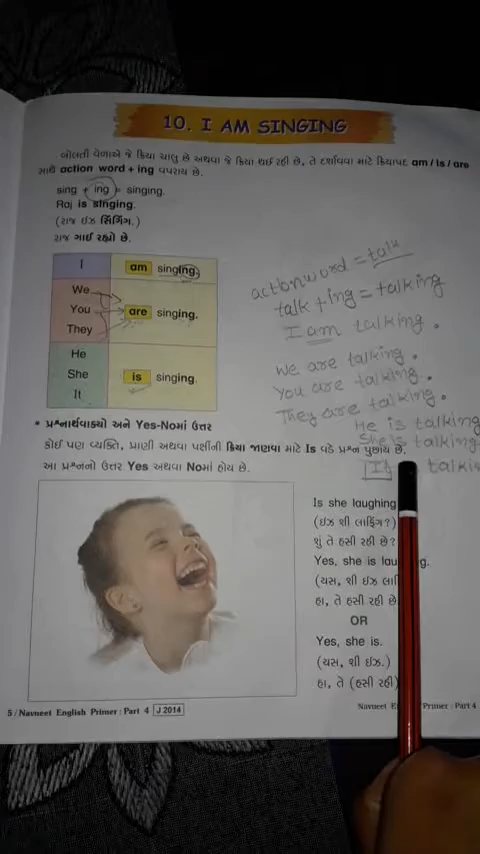 10. I AM SINGING
બોલતી વેળાએ જે ક્રિયા ચાલુ છે અથવા જે ક્રિયા થઈ રહી છે, તે દર્શાવવા માટે ક્રિયાપદ am / is / are
સાથે action word + ing વપરાય છે.
sing + ing = singing.
Raj is singing.
(રાજ ઇઝ સિંગિંગ.)
રાજ ગાઈ રહ્યો છે.
I am singing.
We
You are singing.
They
He
She is singing.
It
actionword = talk
talk + ing = talking
I am talking.
We are talking.
You are talking.
They are talking.
He is talking
She is talking
It talkin
* પ્રશ્નાર્થવાક્યો અને Yes-Noમાં ઉત્તર
કોઈ પણ વ્યક્તિ, પ્રાણી અથવા પક્ષીની ક્રિયા જાણવા માટે Is વડે પ્રશ્ન પુછાય છે.
આ પ્રશ્નનો ઉત્તર Yes અથવા Noમાં હોય છે.
Is she laughing
(ઇઝ શી લાફિંગ?)
શું તે હસી રહી છે?
Yes, she is lau g.
(યસ, શી ઇઝ લાફિ
હા, તે હસી રહી છે
OR
Yes, she is.
(યસ, શી ઇઝ.)
હા, તે (હસી રહી)
5 / Navneet English Primer : Part 4 J 2014
Navneet E Primer : Part 4